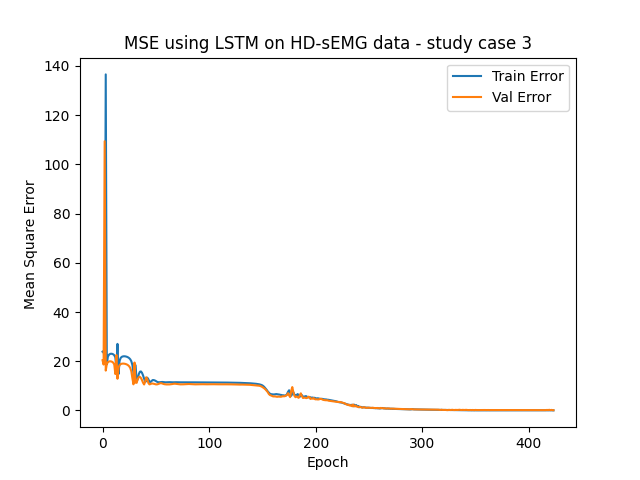 MSE using LSTM on HD-sEMG data - study case 3
Train Error
Val Error
140
120
100
80
60
40
20
0
Mean Square Error
0 100 200 300 400
Epoch